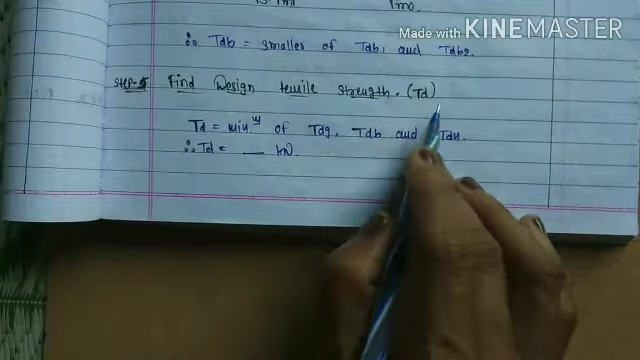 Made with KINEMASTER
∴ Tdb = smaller of Tdb1 and Tdb2.
Step-5 Find Design tensile strength. (Td)
Td = min.m of Tdg, Tdb and Tdn.
∴ Td = __ kN